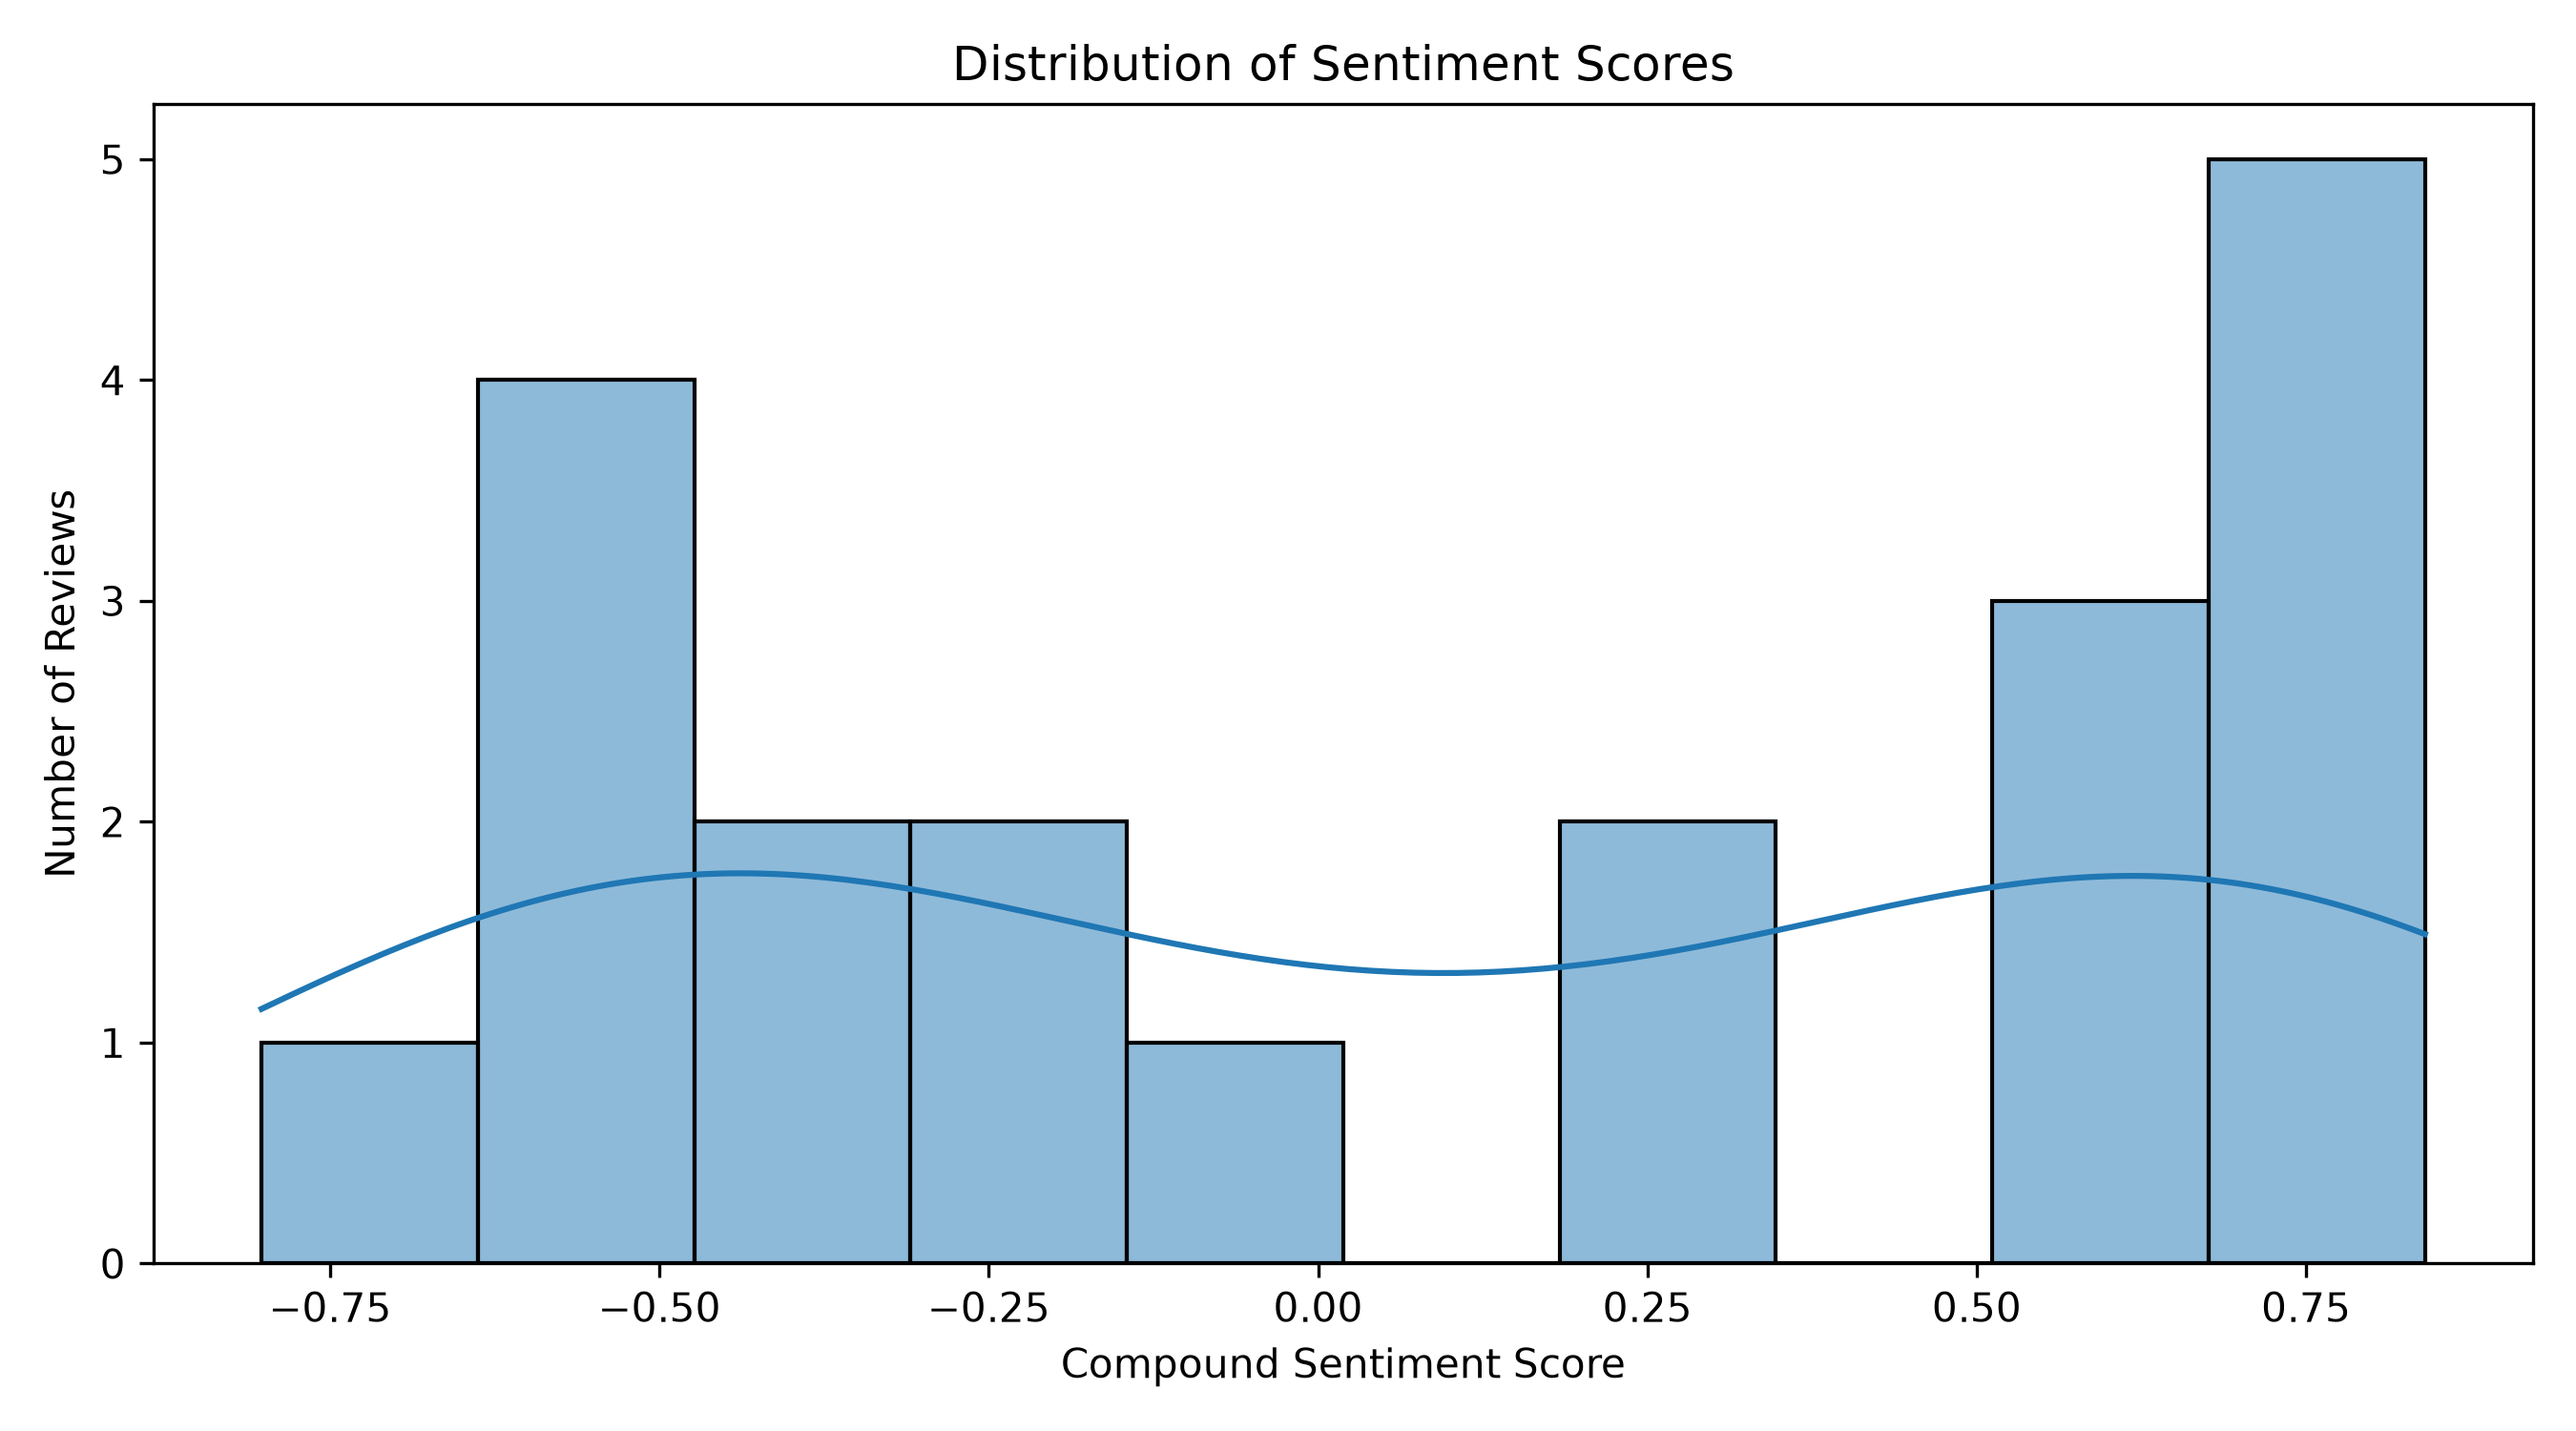 Distribution of Sentiment Scores
5
4
3
2
1
0
Number of Reviews
−0.75 −0.50 −0.25 0.00 0.25 0.50 0.75
Compound Sentiment Score